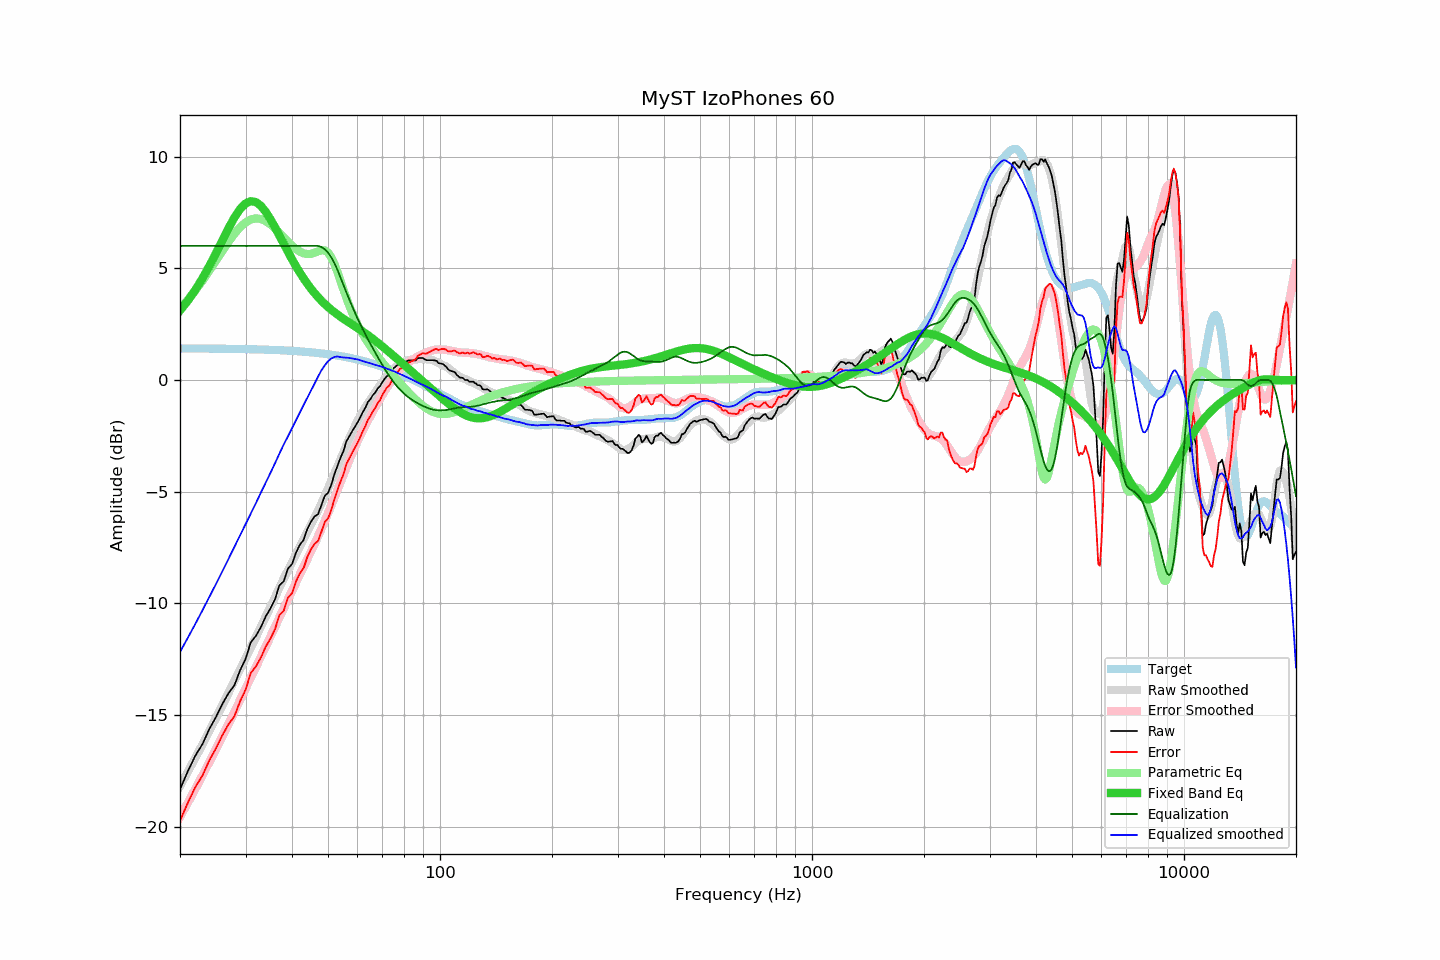 MyST IzoPhones 60
Amplitude (dBr)
10
5
0
−5
−10
−15
−20
100
1000
10000
Frequency (Hz)
Target
Raw Smoothed
Error Smoothed
Raw
Error
Parametric Eq
Fixed Band Eq
Equalization
Equalized smoothed